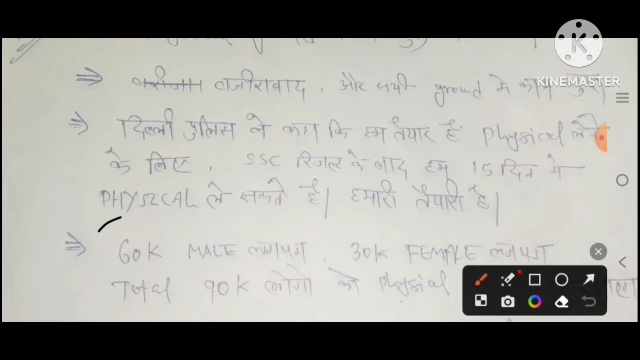 KINEMASTER
⇒ वजीराबाद, और सभी ground मे काम
⇒ दिल्ली पुलिस ने कहा कि हम तैयार है Physical लेने
के लिए. SSC रिजल्ट के बाद हम 15 दिन मे
PHYSICAL ले सकते है। हमारी तैयारी है।
⇒ 60K MALE लगभग, 30K FEMALE लगभग
Total 90K लोगो को Physical